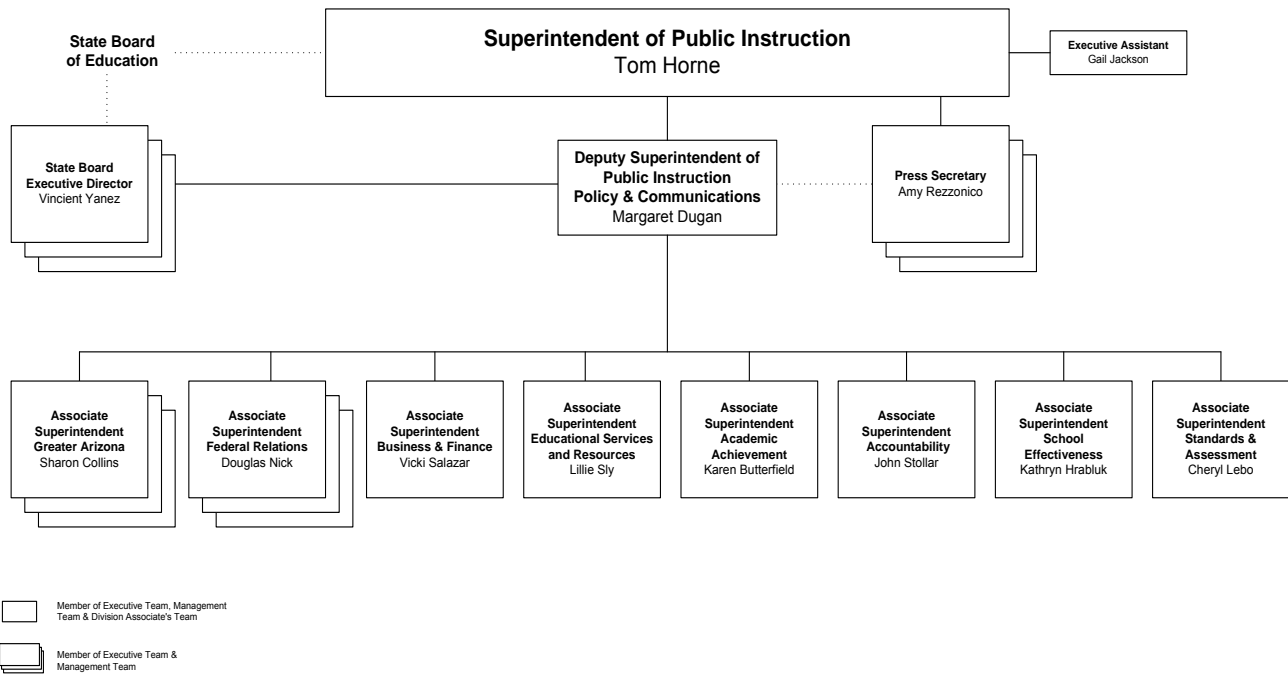 State Board
of Education
Superintendent of Public Instruction
Tom Horne
Executive Assistant
Gail Jackson
State Board
Executive Director
Vincient Yanez
Deputy Superintendent of
Public Instruction
Policy & Communications
Margaret Dugan
Press Secretary
Amy Rezzonico
Associate
Superintendent
Greater Arizona
Sharon Collins
Associate
Superintendent
Federal Relations
Douglas Nick
Associate
Superintendent
Business & Finance
Vicki Salazar
Associate
Superintendent
Educational Services
and Resources
Lillie Sly
Associate
Superintendent
Academic
Achievement
Karen Butterfield
Associate
Superintendent
Accountability
John Stollar
Associate
Superintendent
School
Effectiveness
Kathryn Hrabluk
Associate
Superintendent
Standards &
Assessment
Cheryl Lebo
Member of Executive Team, Management
Team & Division Associate's Team
Member of Executive Team &
Management Team